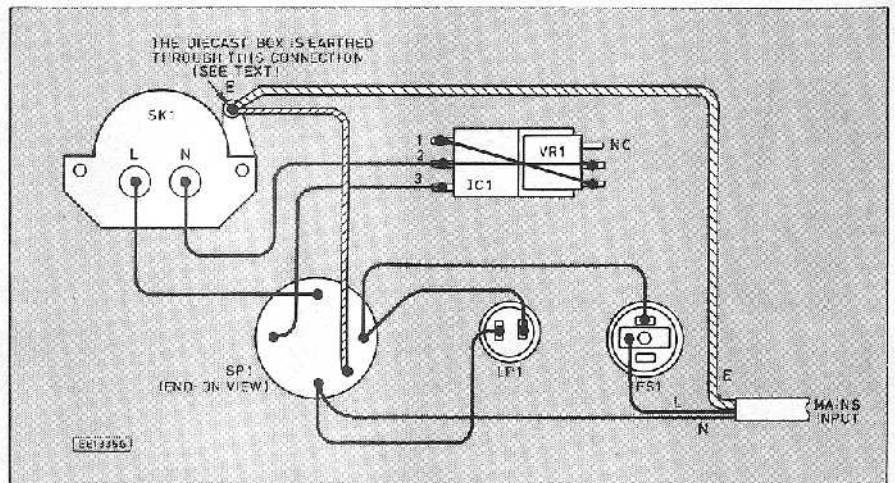 THE DIECAST BOX IS EARTHED
THROUGH THIS CONNECTION
(SEE TEXT)
E
SK1
L N
1
2
3
IC1
VR1
NC
SP1
(END-ON VIEW)
LP1
FS1
E
L
N
MAINS
INPUT